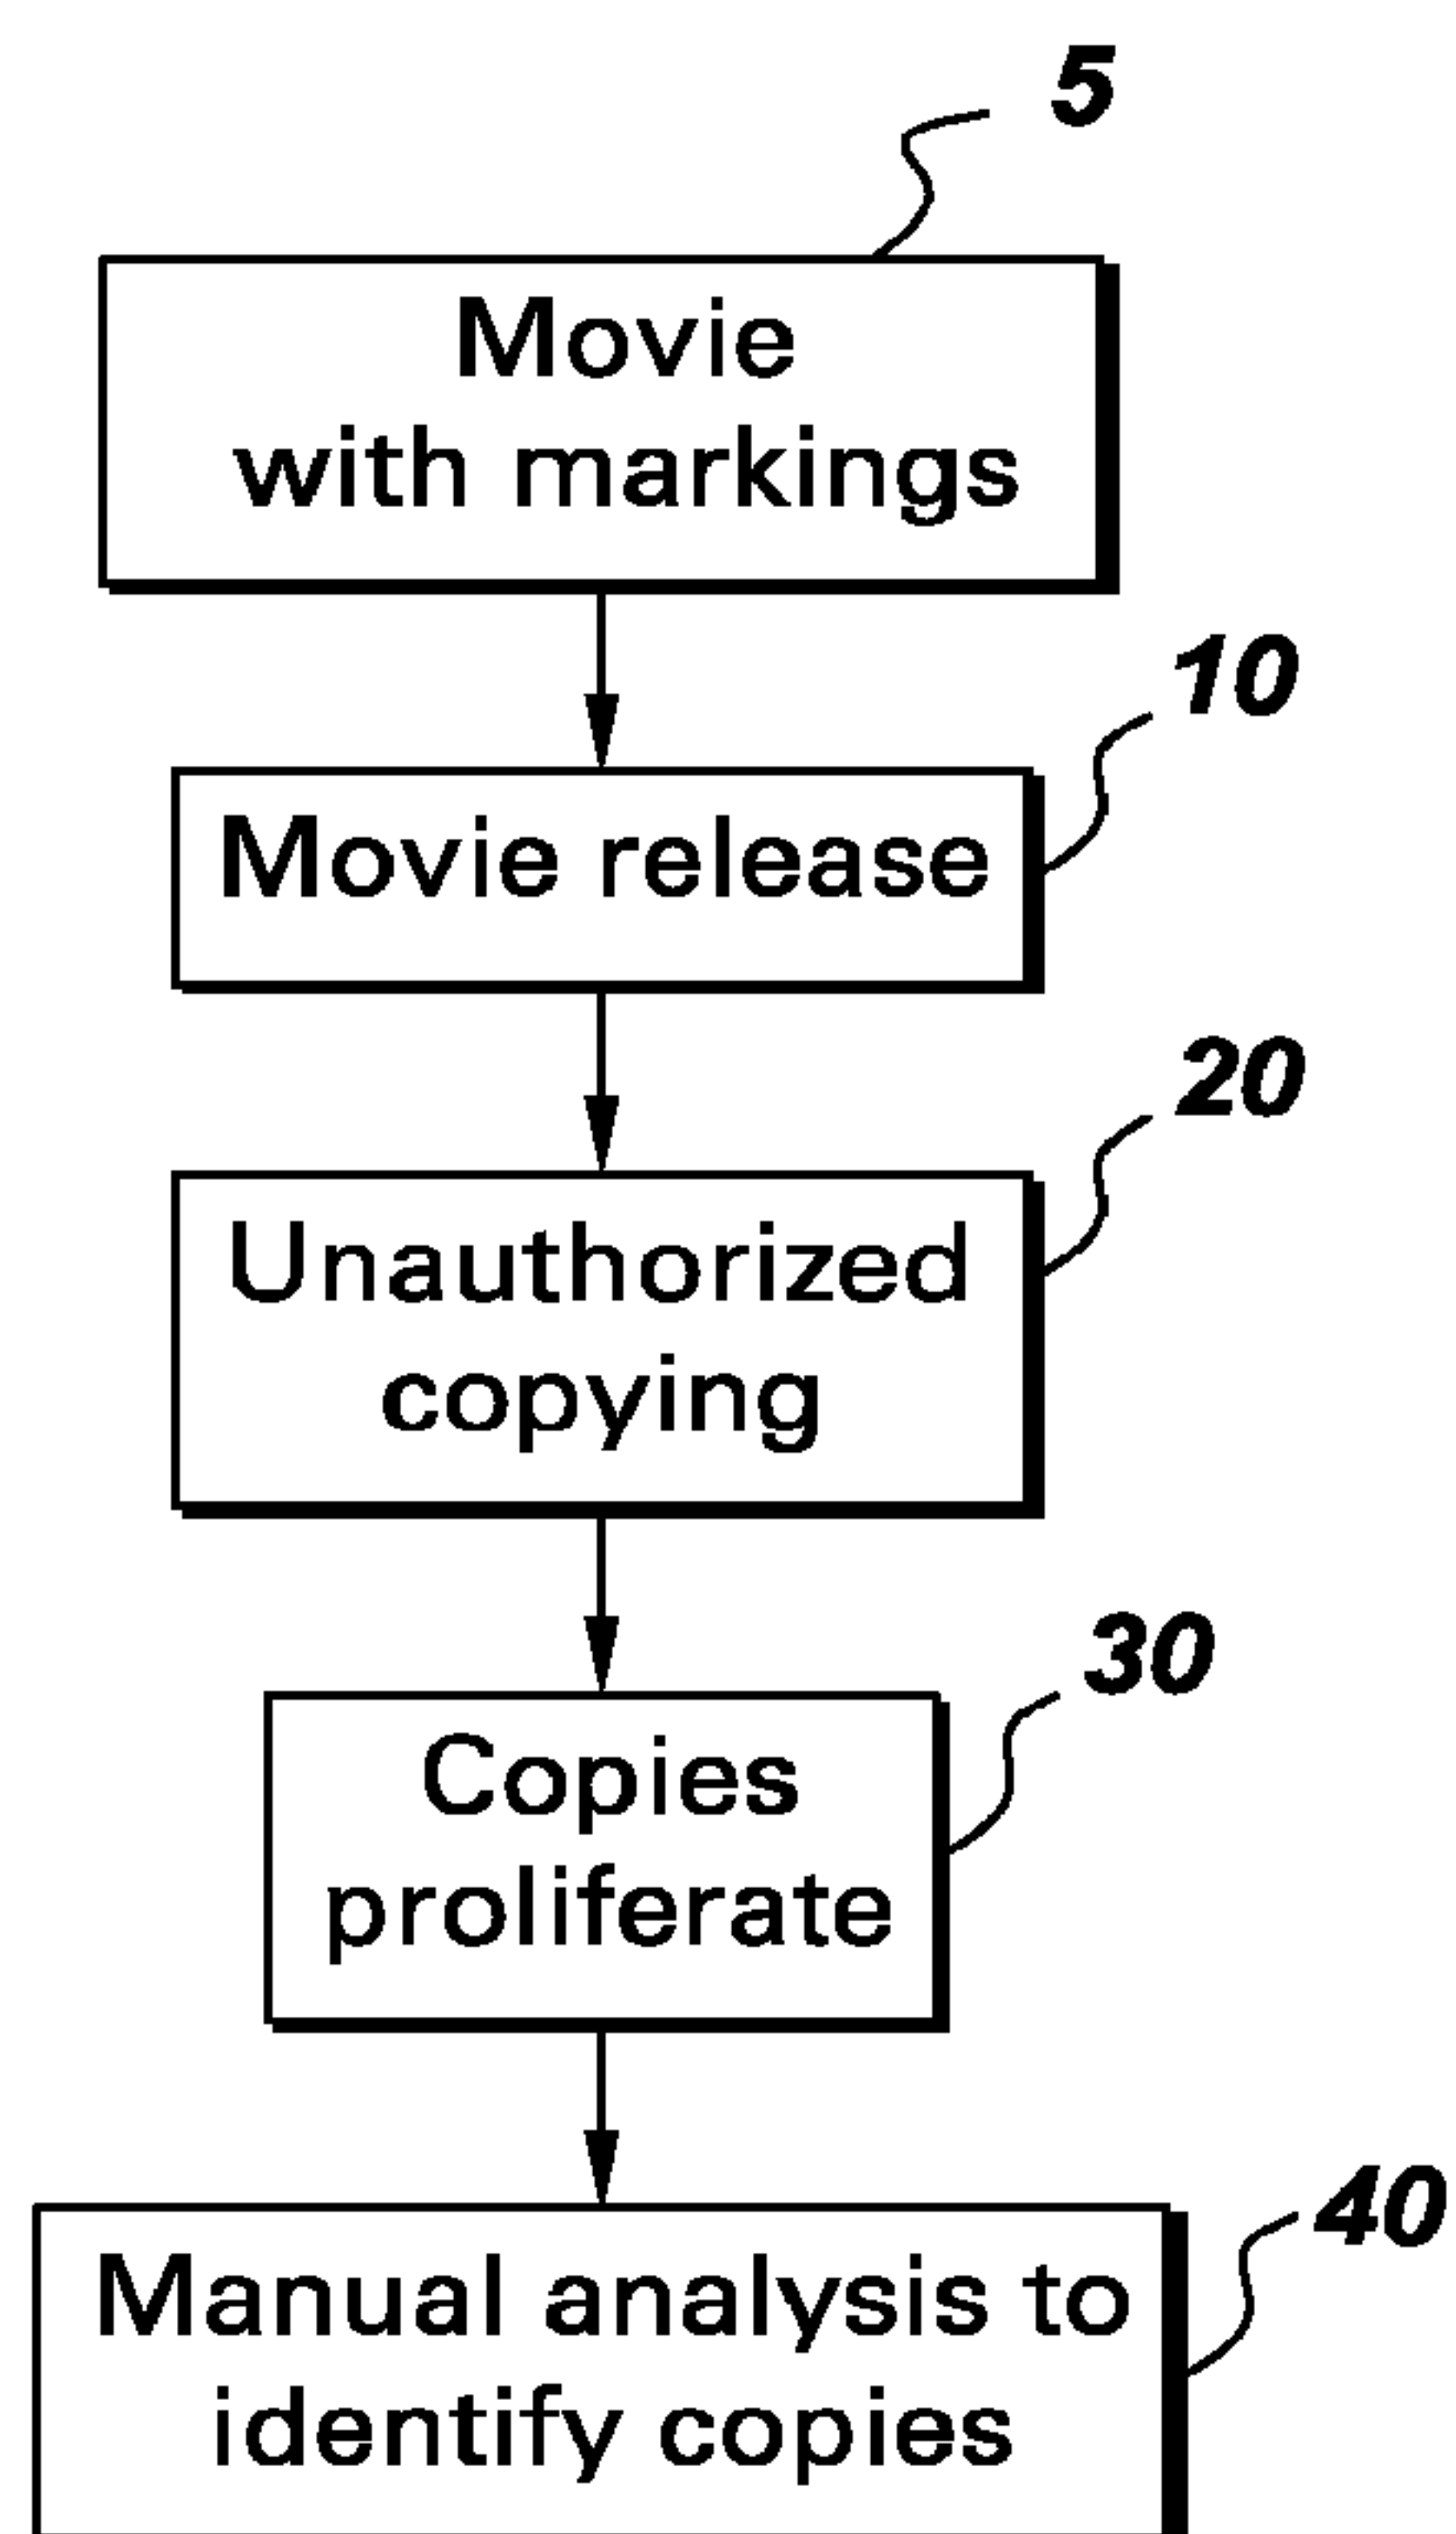 5
Movie
with markings
10
Movie release
20
Unauthorized
copying
30
Copies
proliferate
40
Manual analysis to
identify copies